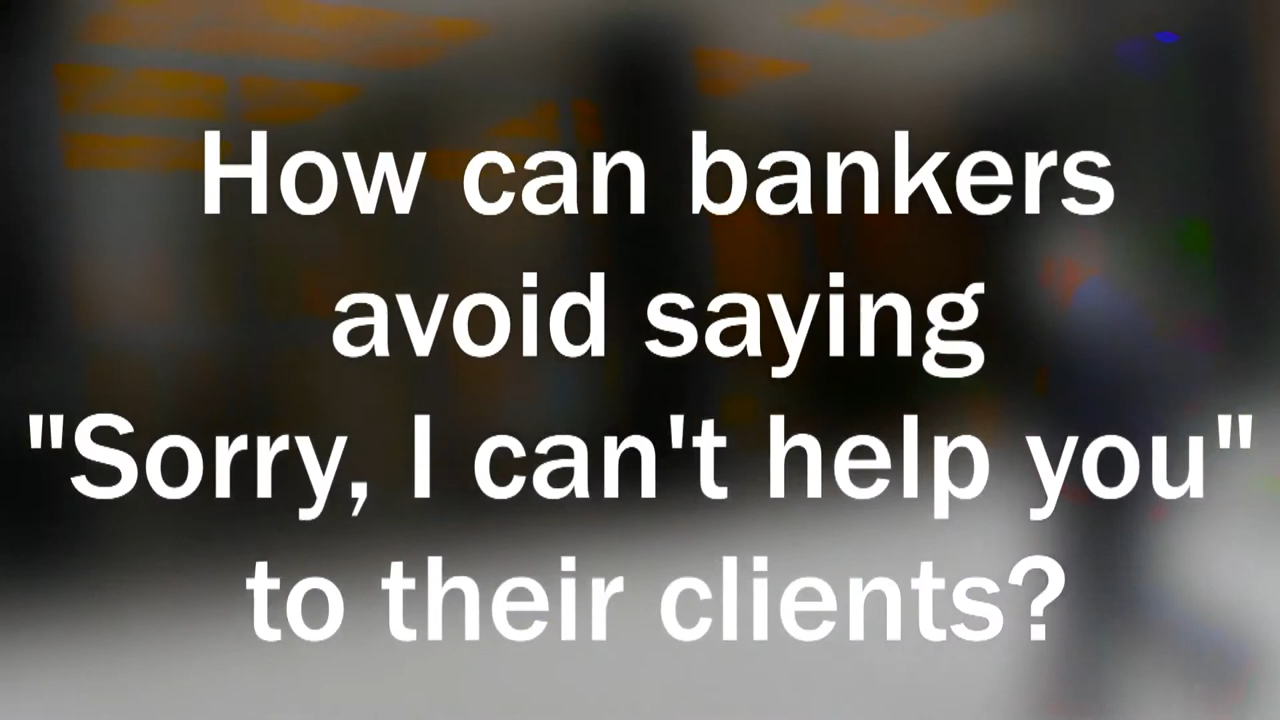 How can bankers
avoid saying
"Sorry, I can't help you"
to their clients?